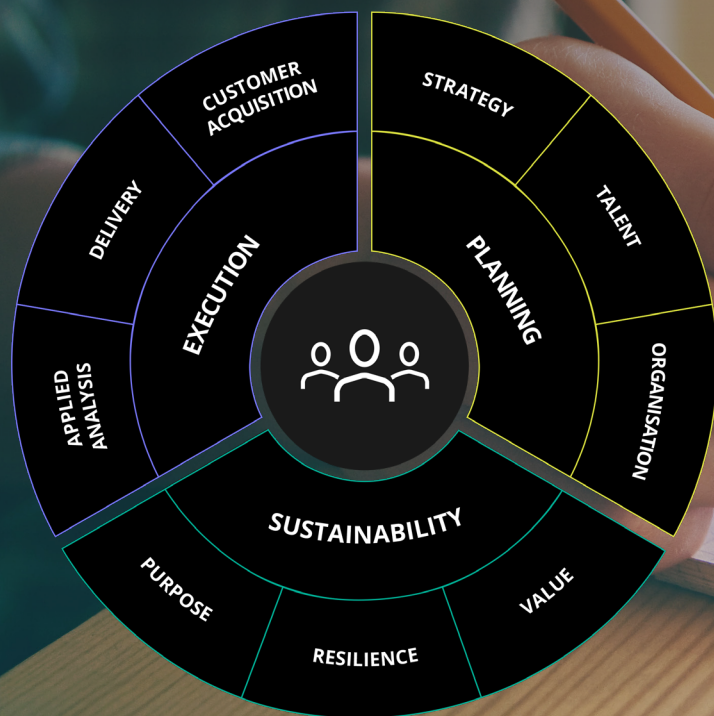 CUSTOMER
ACQUISITION
STRATEGY
DELIVERY
TALENT
EXECUTION
PLANNING
APPLIED
ANALYSIS
ORGANISATION
SUSTAINABILITY
PURPOSE
VALUE
RESILIENCE